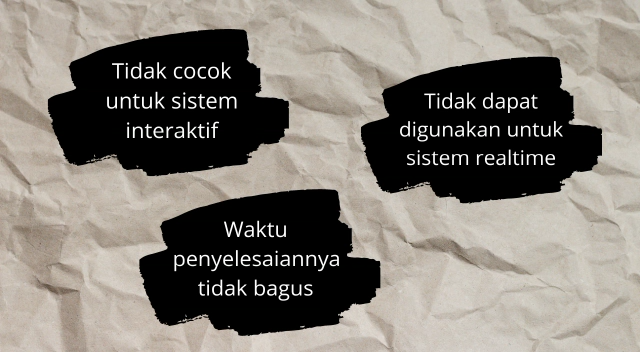 Tidak cocok
untuk sistem
interaktif
Tidak dapat
digunakan untuk
sistem realtime
Waktu
penyelesaiannya
tidak bagus